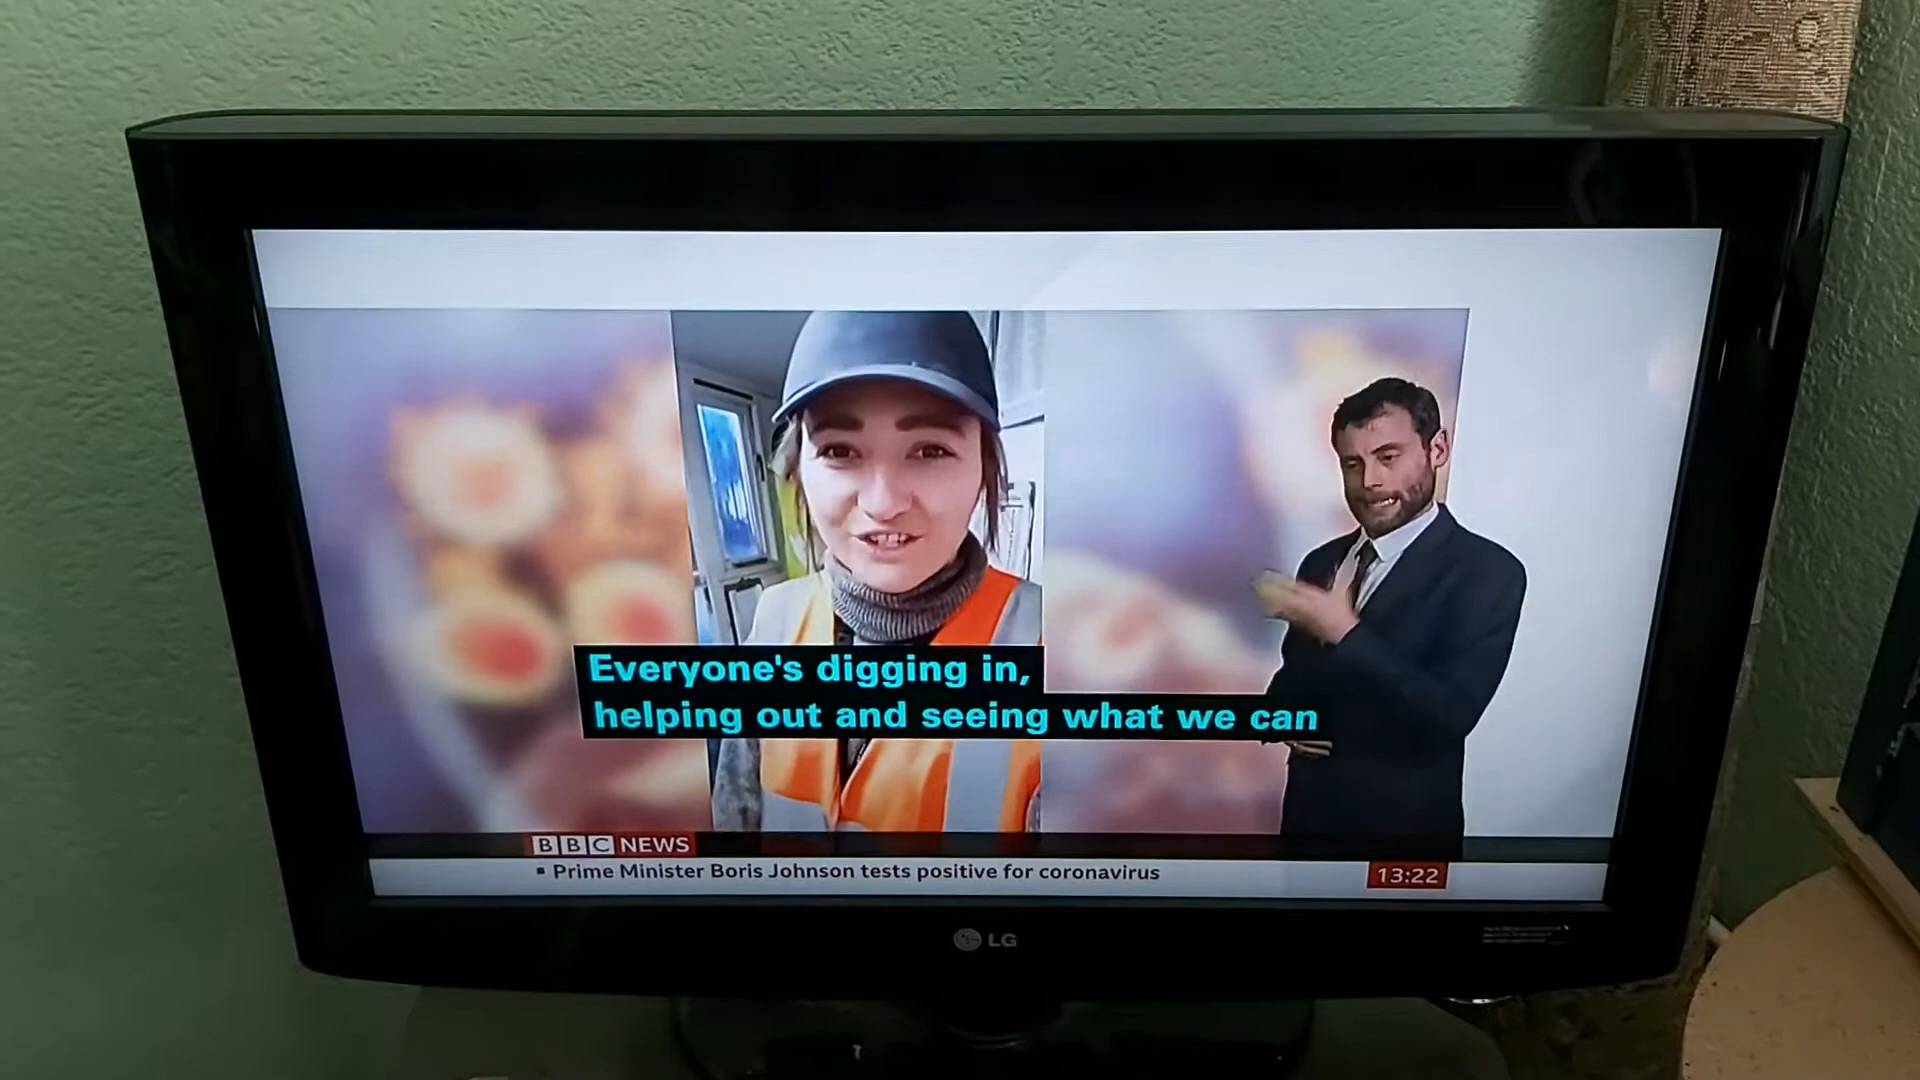 Everyone's digging in,
helping out and seeing what we can
BBC NEWS
Prime Minister Boris Johnson tests positive for coronavirus
13:22
LG